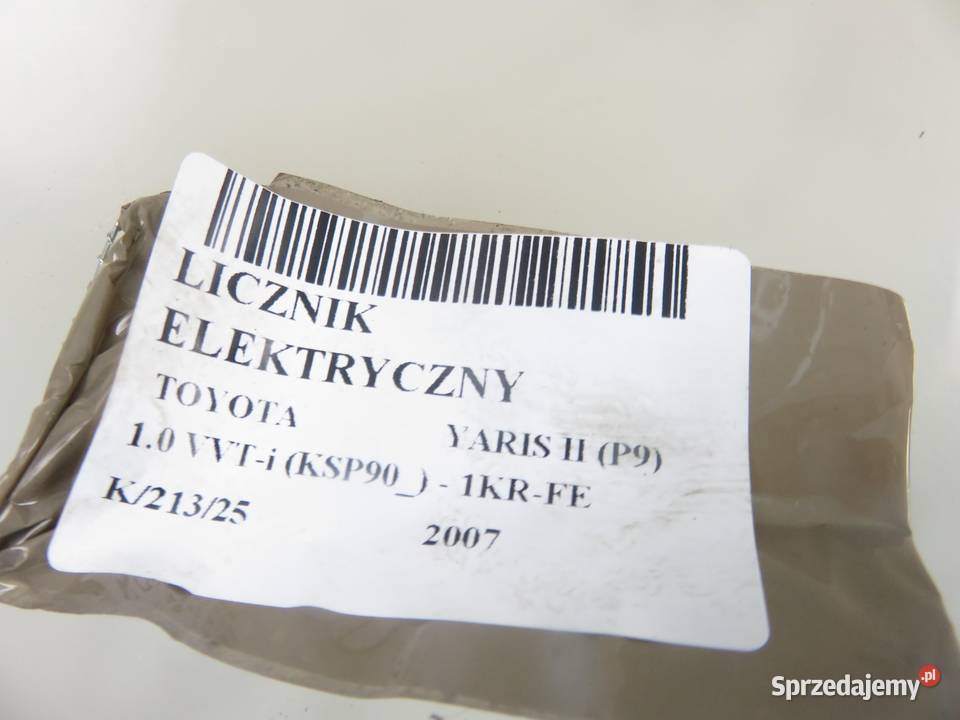 LICZNIK
ELEKTRYCZNY
TOYOTA YARIS II (P9)
1.0 VVT-i (KSP90_) - 1KR-FE
K/213/25 2007
Sprzedajemy.pl